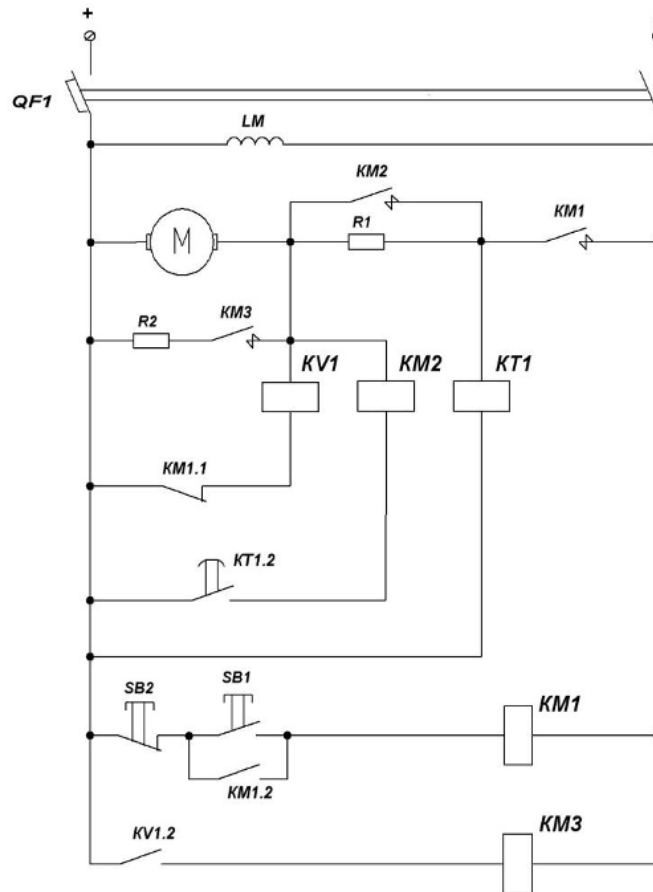 +
QF1
LM
KM2
R1
KM1
M
R2
KM3
KV1
KM2
KT1
KM1.1
KT1.2
SB2
SB1
KM1
KM1.2
KV1.2
KM3